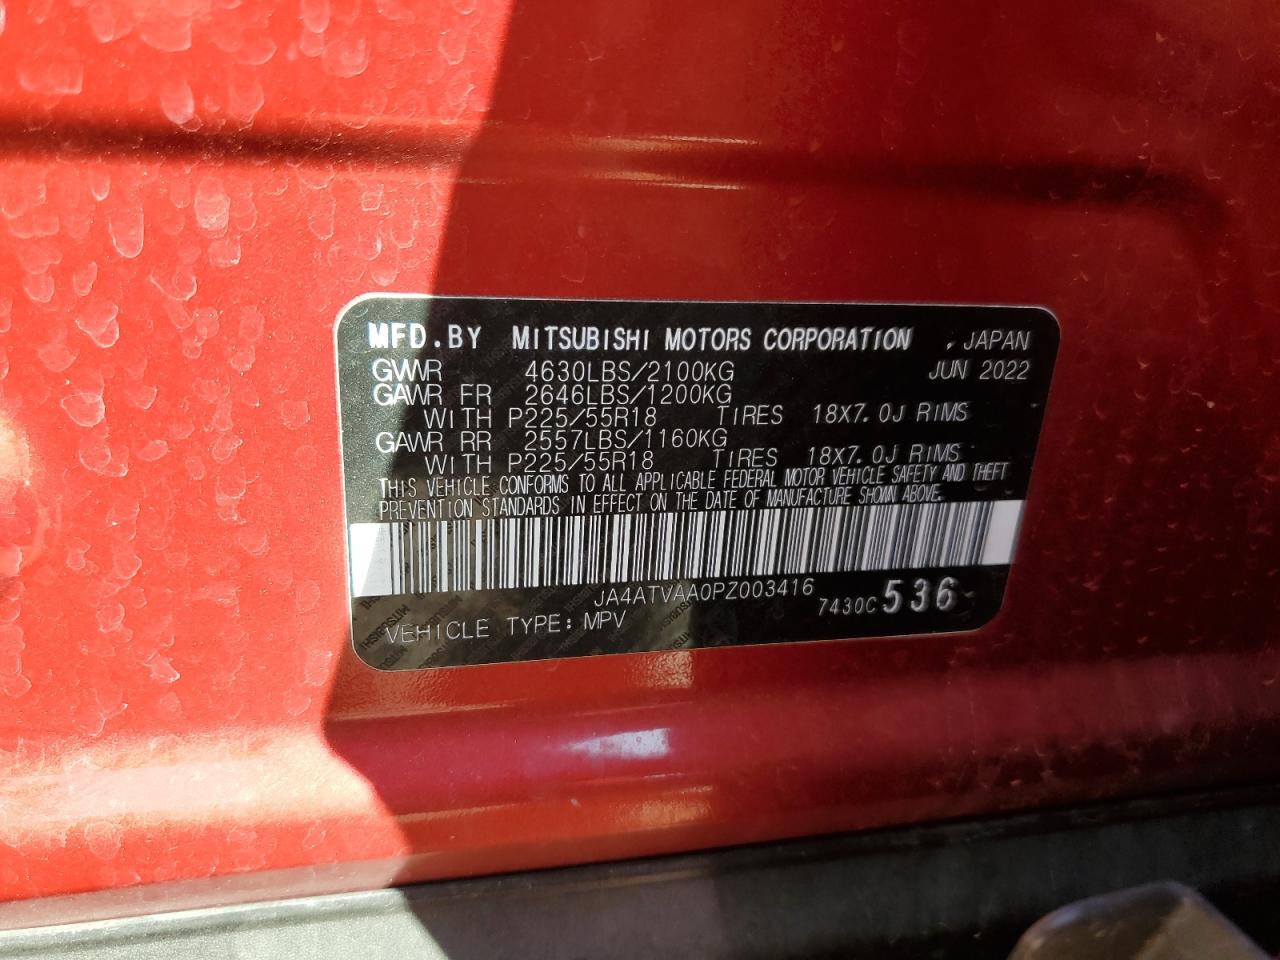 MFD.BY MITSUBISHI MOTORS CORPORATION , JAPAN
GVWR 4630LBS/2100KG JUN 2022
GAWR FR 2646LBS/1200KG
WITH P225/55R18 TIRES 18X7.0J RIMS
GAWR RR 2557LBS/1160KG
WITH P225/55R18 TIRES 18X7.0J RIMS
THIS VEHICLE CONFORMS TO ALL APPLICABLE FEDERAL MOTOR VEHICLE SAFETY AND THEFT
PREVENTION STANDARDS IN EFFECT ON THE DATE OF MANUFACTURE SHOWN ABOVE.
JA4ATVAA0PZ003416 7430C 536
VEHICLE TYPE: MPV